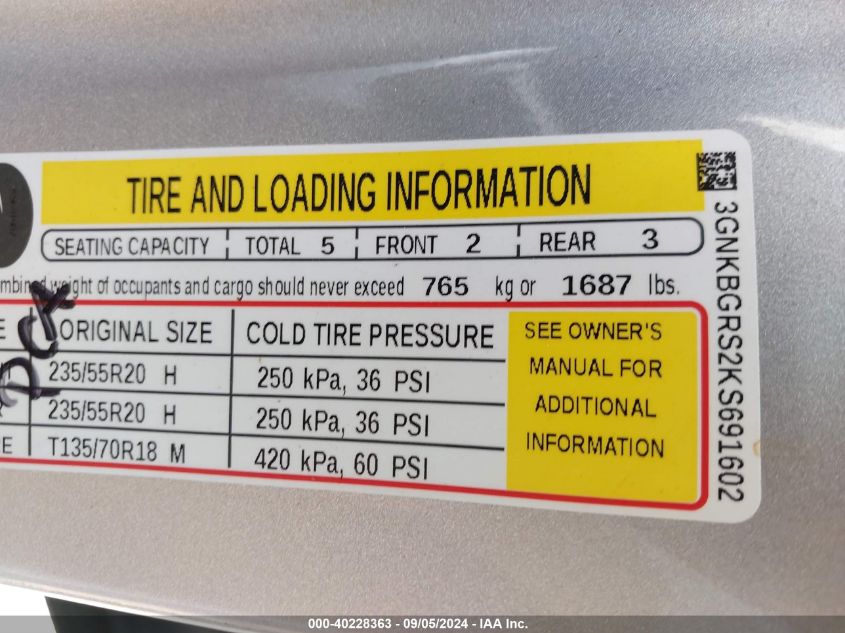 TIRE AND LOADING INFORMATION
SEATING CAPACITY TOTAL 5 FRONT 2 REAR 3
mbined weight of occupants and cargo should never exceed 765 kg or 1687 lbs.
E ORIGINAL SIZE COLD TIRE PRESSURE
235/55R20 H 250 kPa, 36 PSI
235/55R20 H 250 kPa, 36 PSI
E T135/70R18 M 420 kPa, 60 PSI
SEE OWNER'S
MANUAL FOR
ADDITIONAL
INFORMATION
3GNKBGRS2KS691602
000-40228363 - 09/05/2024 - IAA Inc.